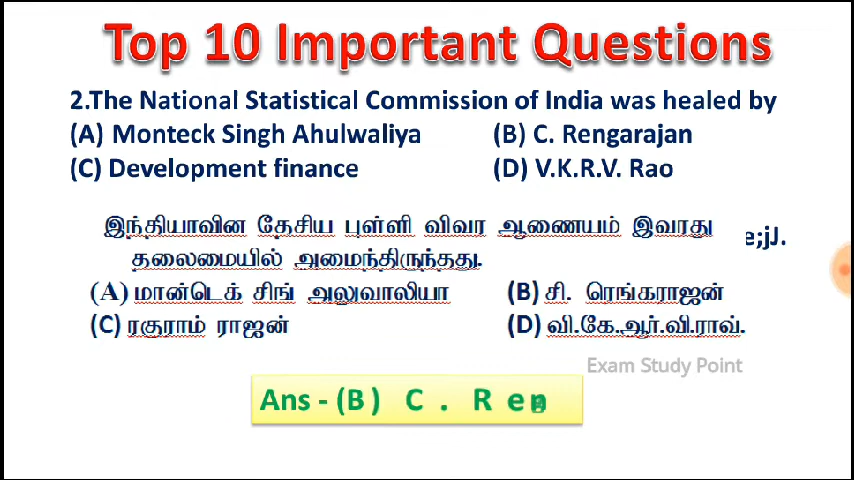 Top 10 Important Questions
2.The National Statistical Commission of India was healed by
(A) Monteck Singh Ahulwaliya (B) C. Rengarajan
(C) Development finance (D) V.K.R.V. Rao
இந்தியாவின தேசிய புள்ளி விவர ஆணையம் இவரது
e;jJ.
தலைமையில் அமைந்திருந்தது.
(A) மான்டெக் சிங் அலுவாலியா (B) சி. ரெங்கராஜன்
(C) ரகுராம் ராஜன் (D) வி.கே.ஆர்.வி.ராவ்.
Exam Study Point
Ans - (B) C. Ren